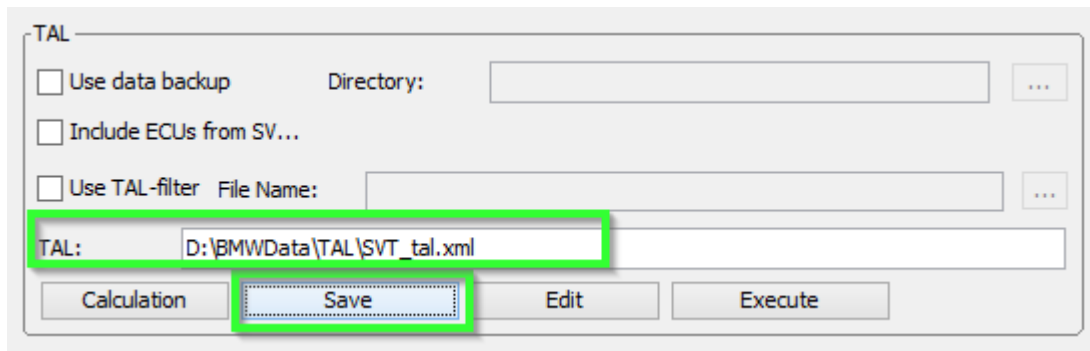 TAL
Use data backup Directory: ...
Include ECUs from SV...
Use TAL-filter File Name: ...
TAL: D:\BMWData\TAL\SVT_tal.xml
Calculation Save Edit Execute